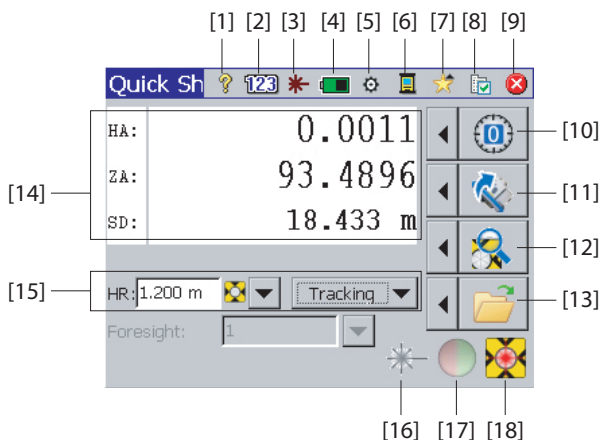 [1] [2] [3] [4] [5] [6] [7] [8] [9]
Quick Sh ? 123
HA: 0.0011
0 [10]
ZA: 93.4896
[11]
[14]
SD: 18.433 m
[12]
[15] HR: 1.200 m Tracking
[13]
Foresight: 1
[16] [17] [18]